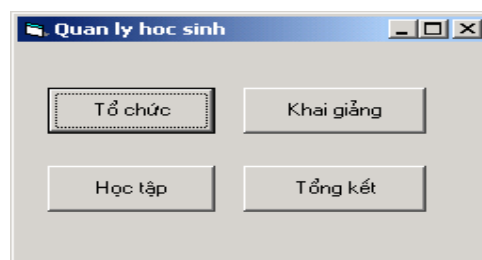 Quan ly hoc sinh
Tổ chức
Khai giảng
Học tập
Tổng kết